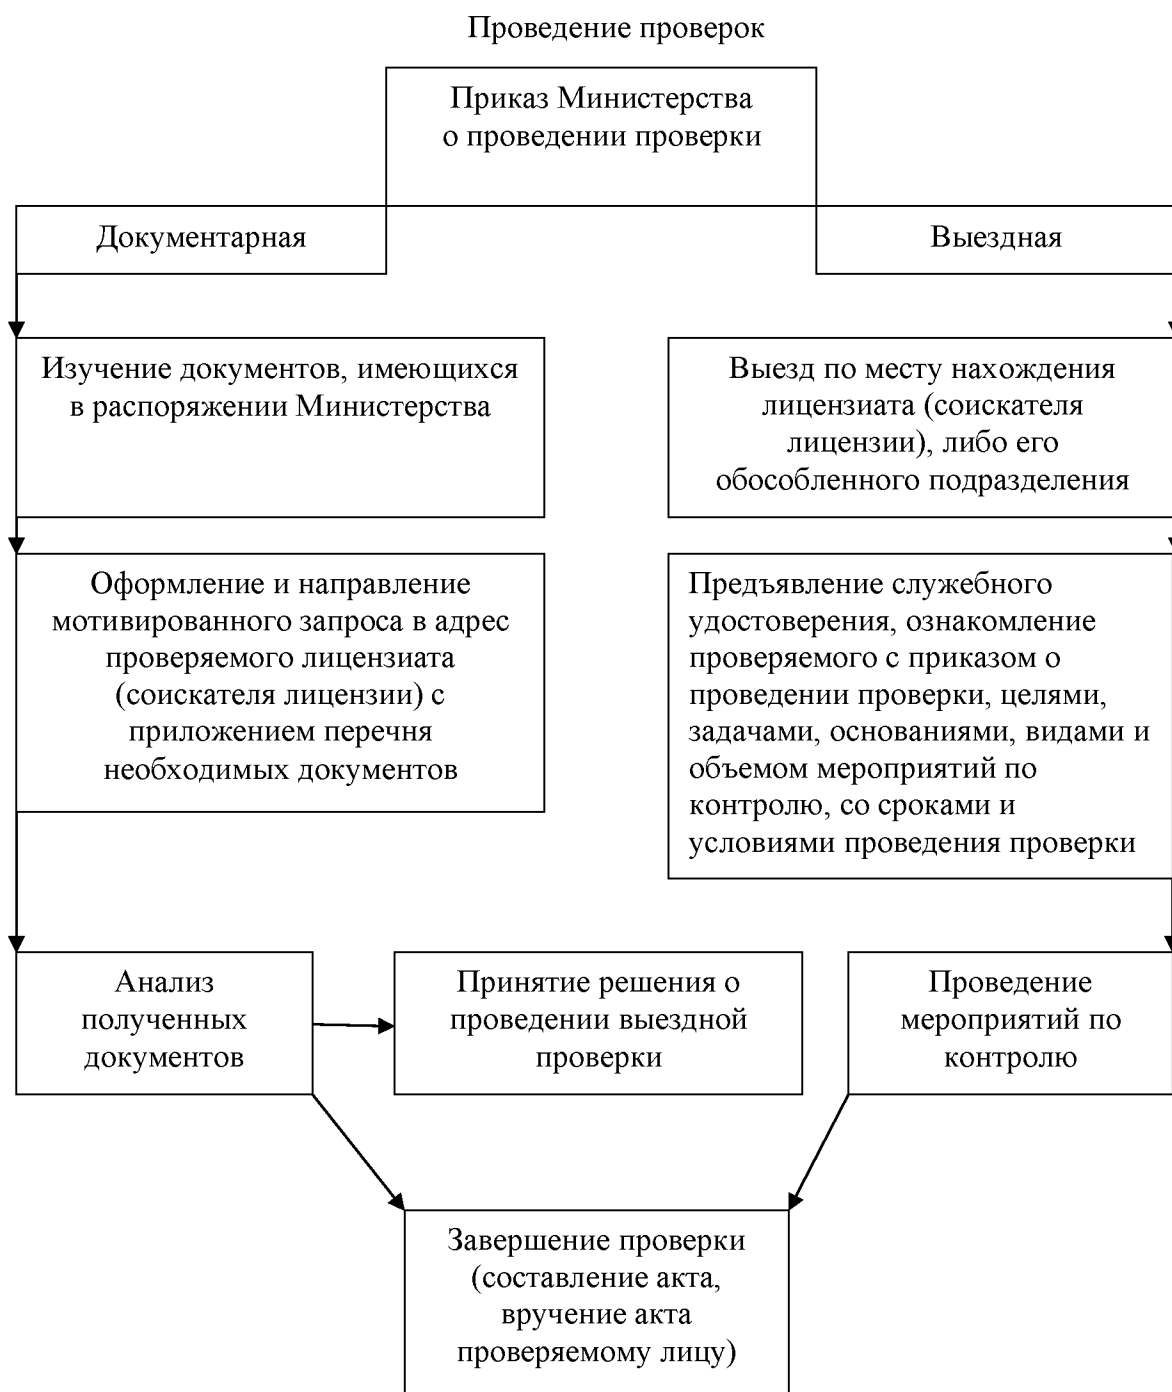 Проведение проверок
Приказ Министерства
о проведении проверки
Документарная
Выездная
Изучение документов, имеющихся
в распоряжении Министерства
Выезд по месту нахождения
лицензиата (соискателя
лицензии), либо его
обособленного подразделения
Оформление и направление
мотивированного запроса в адрес
проверяемого лицензиата
(соискателя лицензии) с
приложением перечня
необходимых документов
Предъявление служебного
удостоверения, ознакомление
проверяемого с приказом о
проведении проверки, целями,
задачами, основаниями, видами и
объемом мероприятий по
контролю, со сроками и
условиями проведения проверки
Анализ
полученных
документов
Принятие решения о
проведении выездной
проверки
Проведение
мероприятий по
контролю
Завершение проверки
(составление акта,
вручение акта
проверяемому лицу)